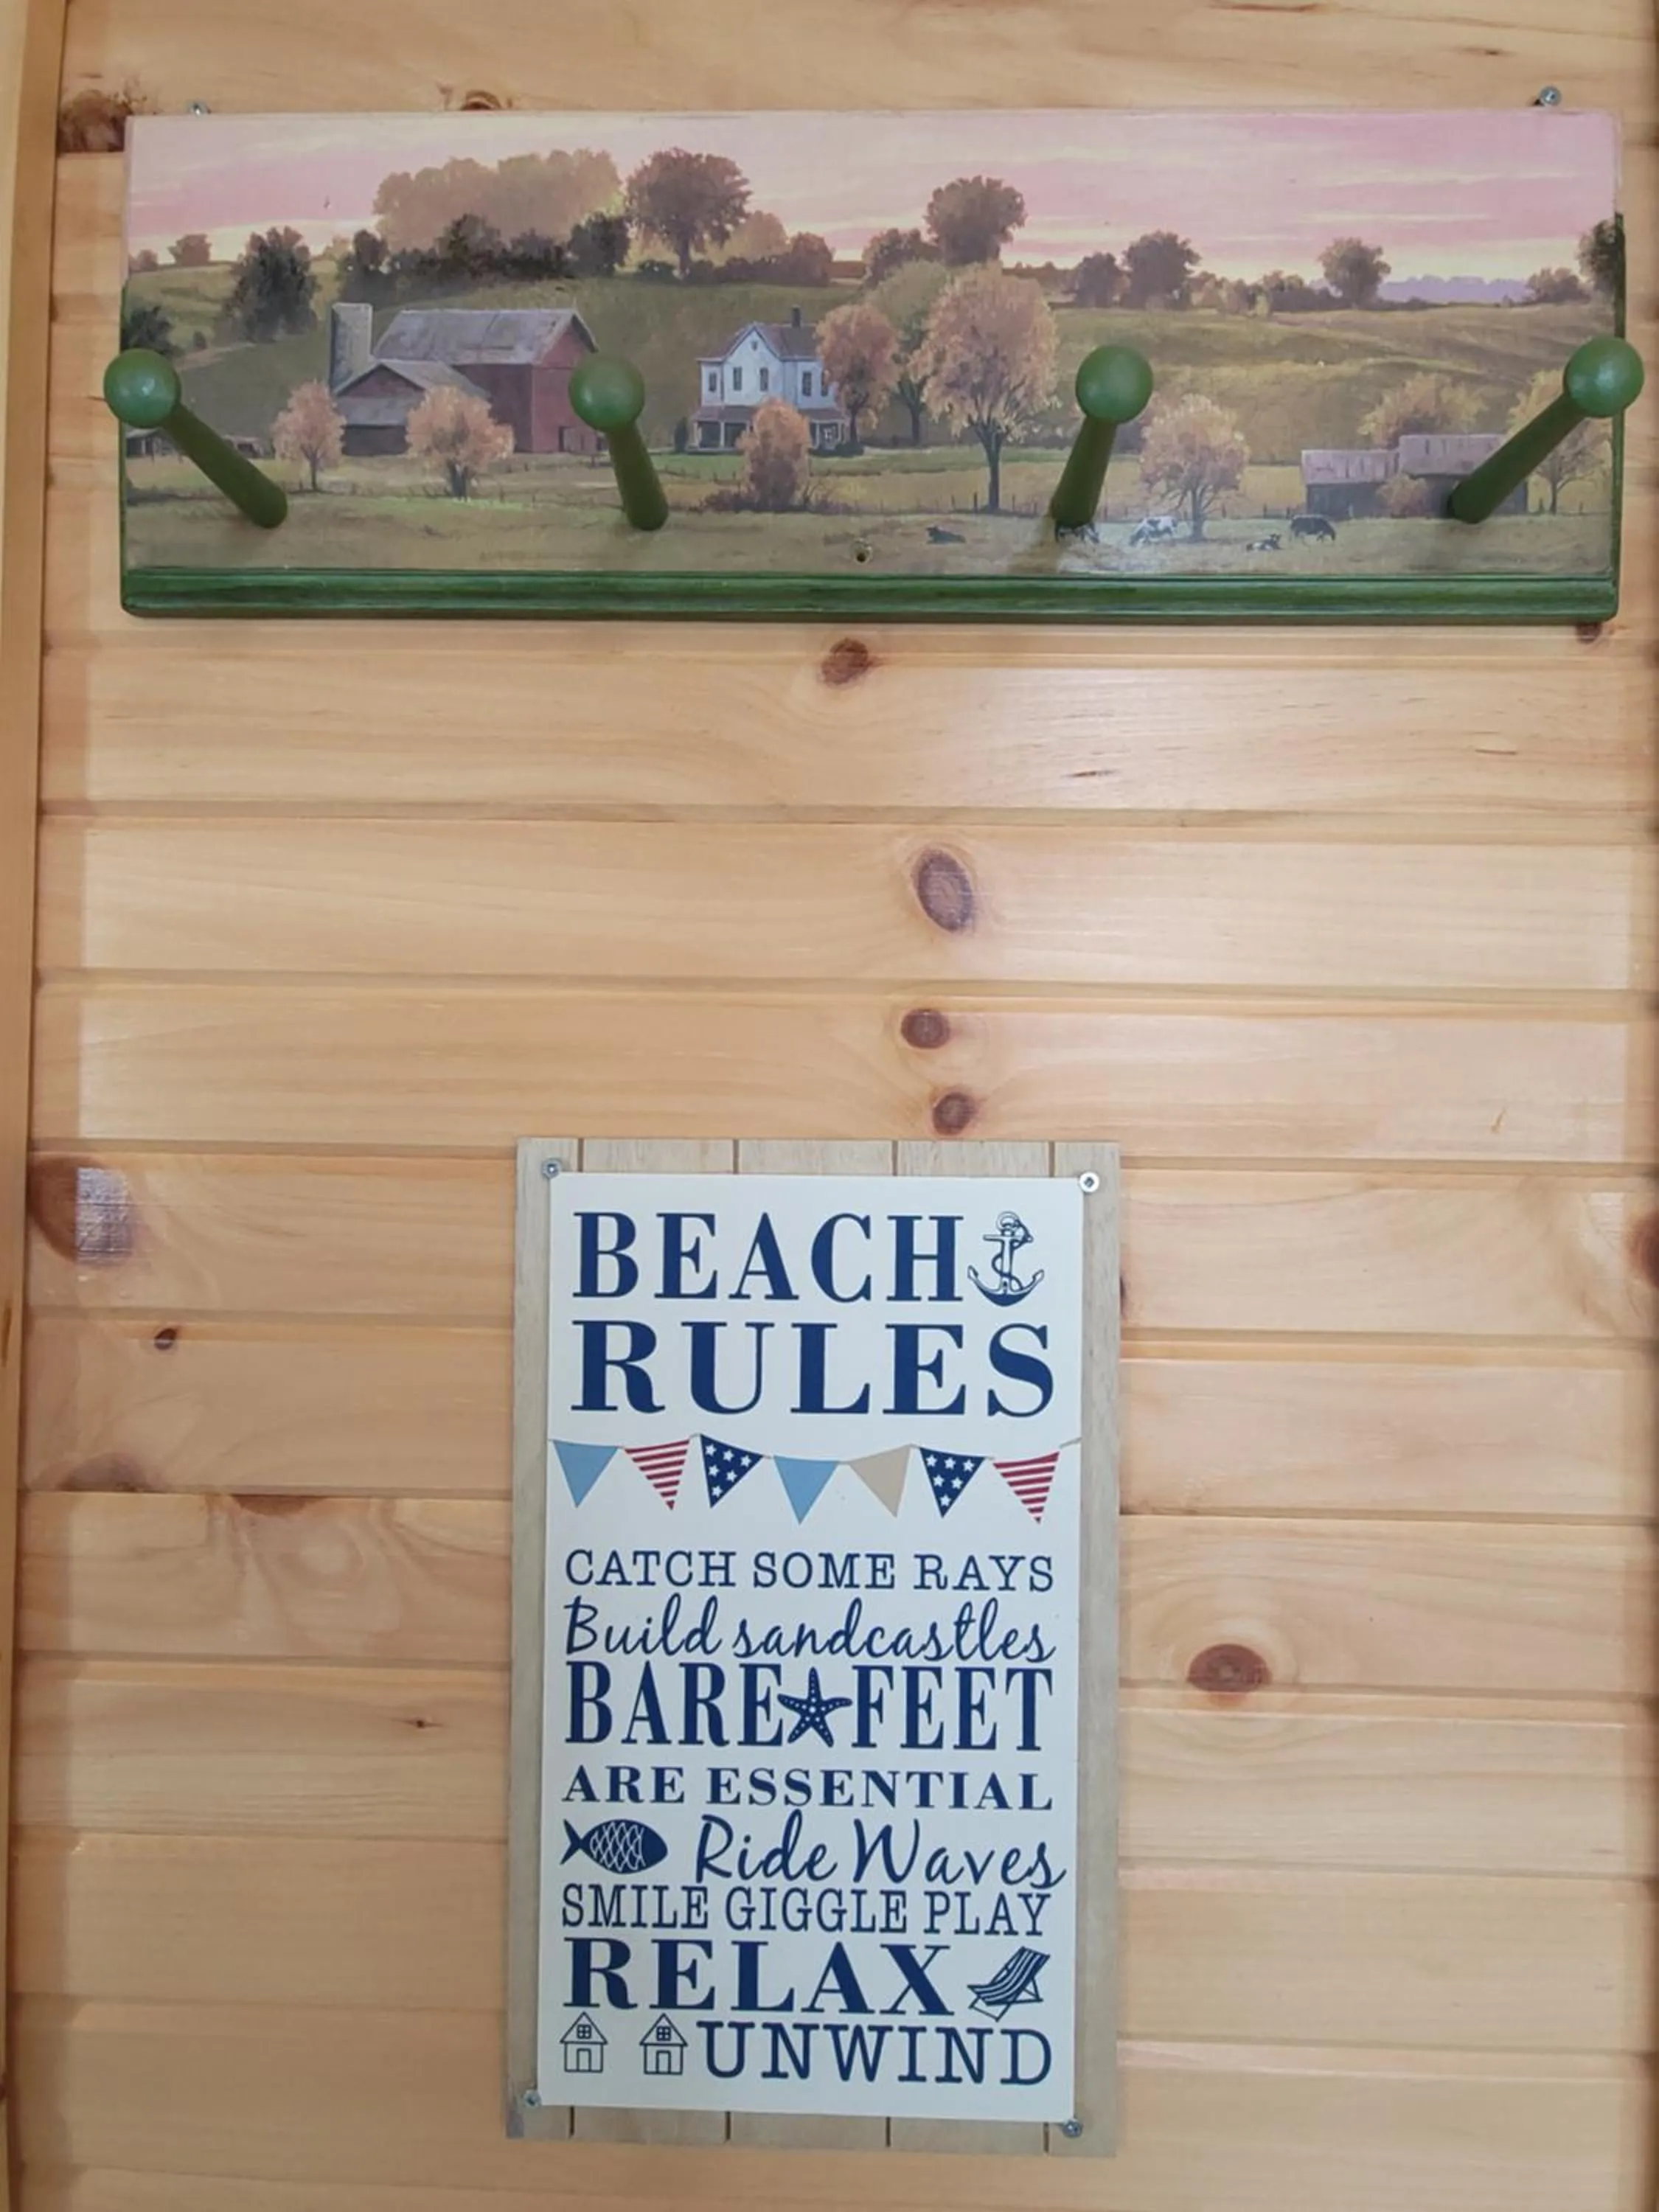 BEACH
RULES
CATCH SOME RAYS
Build sandcastles
BARE FEET
ARE ESSENTIAL
Ride Waves
SMILE GIGGLE PLAY
RELAX
UNWIND